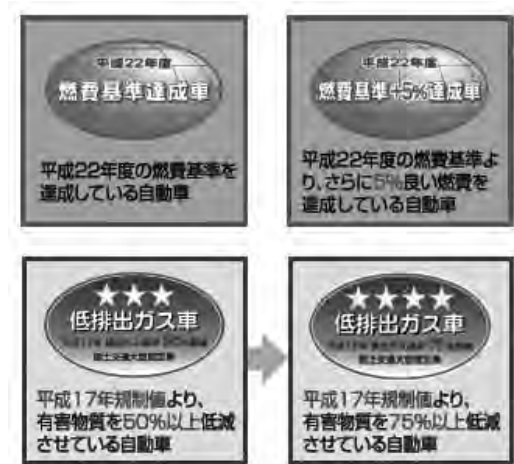 平成22年度
燃費基準達成車
平成22年度の燃費基準を
達成している自動車
平成22年度
燃費基準+5%達成車
平成22年度の燃費基準よ
り、さらに5%良い燃費を
達成している自動車
★★★
低排出ガス車
国土交通大臣認定車
平成17年規制値より、
有害物質を50%以上低減
させている自動車
★★★★
低排出ガス車
国土交通大臣認定車
平成17年規制値より、
有害物質を75%以上低減
させている自動車